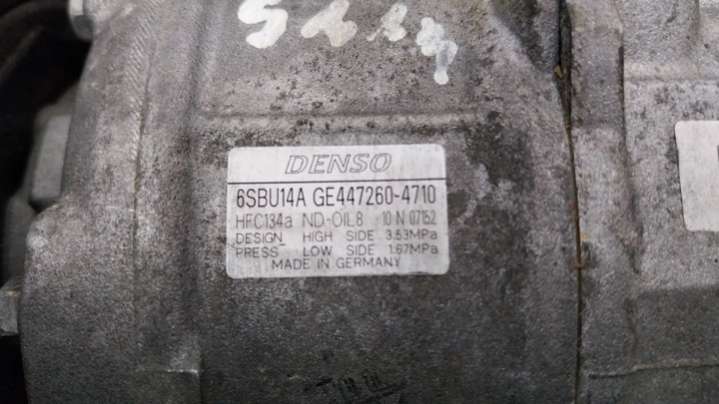 DENSO
6SBU14A GE447260-4710
HFC134a ND-OIL8 10 N 07152
DESIGN HIGH SIDE 3.53MPa
PRESS LOW SIDE 1.67MPa
MADE IN GERMANY